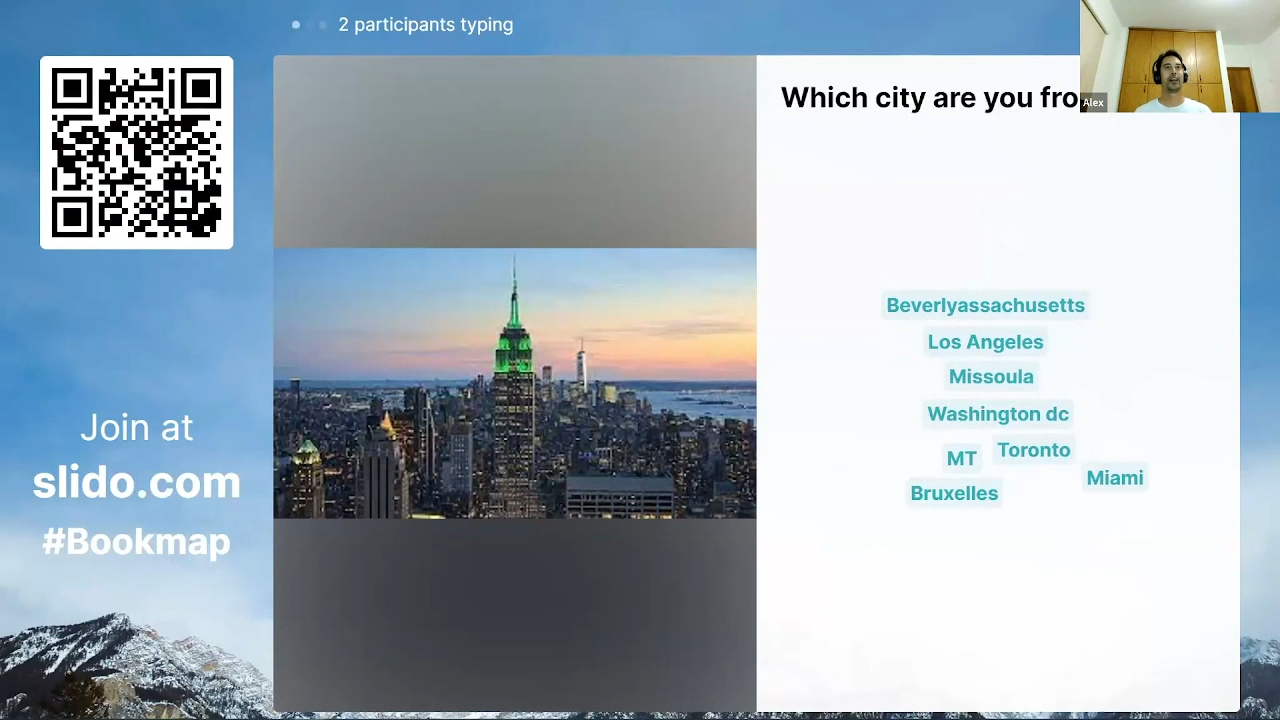 2 participants typing
Which city are you fro
Alex
Beverlyassachusetts
Los Angeles
Missoula
Washington dc
Toronto
MT
Miami
Bruxelles
Join at
slido.com
#Bookmap